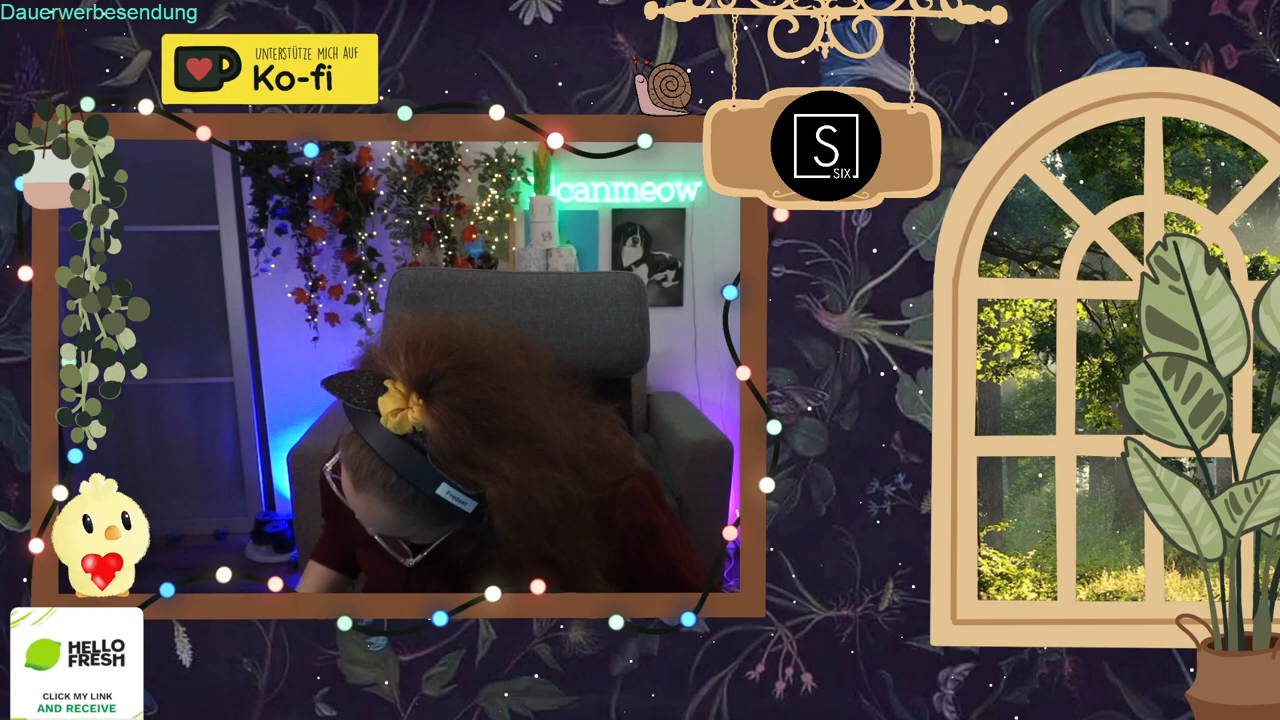 Dauerwerbesendung
UNTERSTÜTZE MICH AUF
Ko-fi
canmeow
S
SIX
HELLO
FRESH
CLICK MY LINK
AND RECEIVE